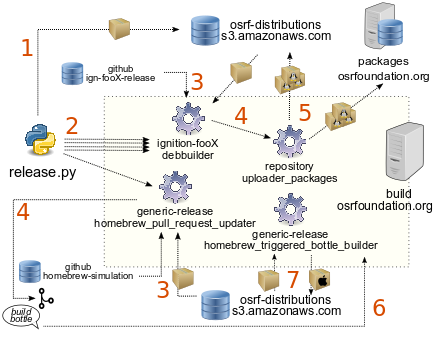 1
osrf-distributions
s3.amazonaws.com
packages
osrfoundation.org
github
ign-fooX-release
3
2
4
5
ignition-fooX
debbuilder
repository
uploader_packages
release.py
build
osrfoundation.org
4
generic-release
homebrew_pull_request_updater
generic-release
homebrew_triggered_bottle_builder
github
homebrew-simulation
3
7
osrf-distributions
s3.amazonaws.com
6
build
bottle